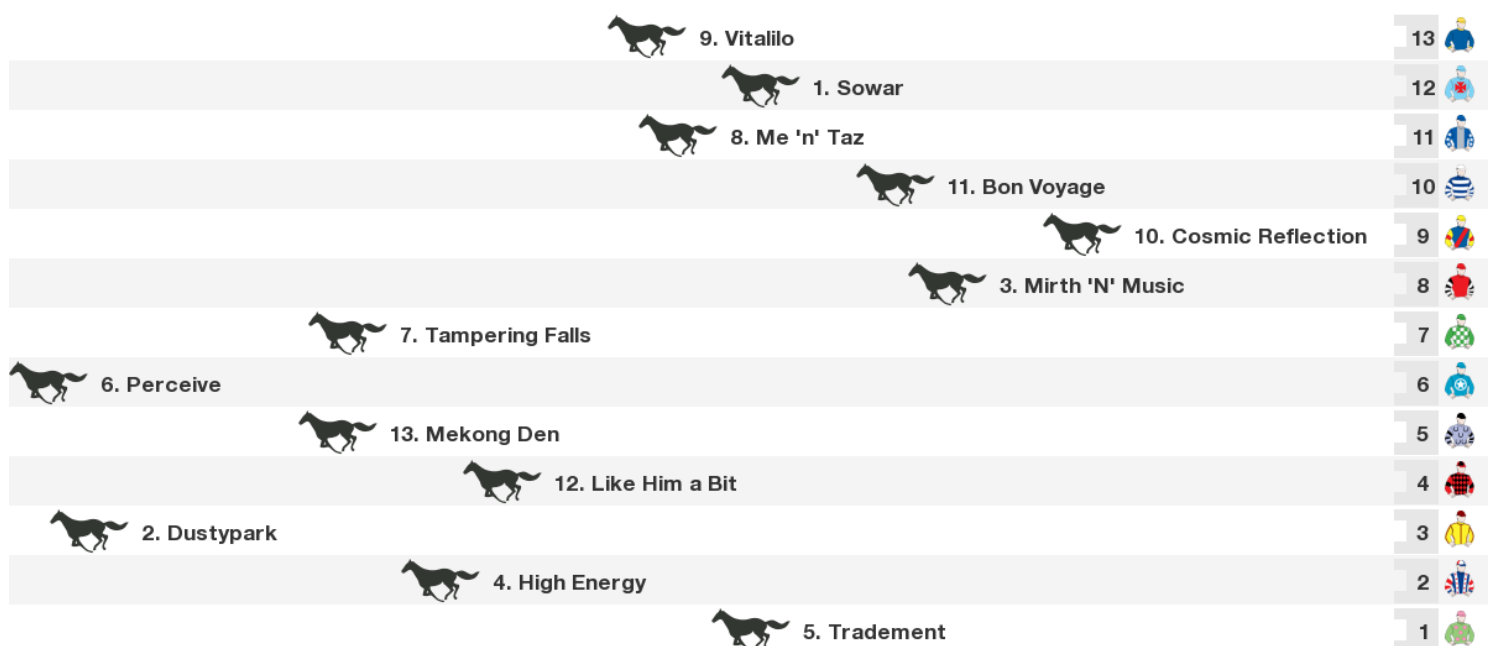 9. Vitalilo 13
1. Sowar 12
8. Me 'n' Taz 11
11. Bon Voyage 10
10. Cosmic Reflection 9
3. Mirth 'N' Music 8
7. Tampering Falls 7
6. Perceive 6
13. Mekong Den 5
12. Like Him a Bit 4
2. Dustypark 3
4. High Energy 2
5. Tradement 1